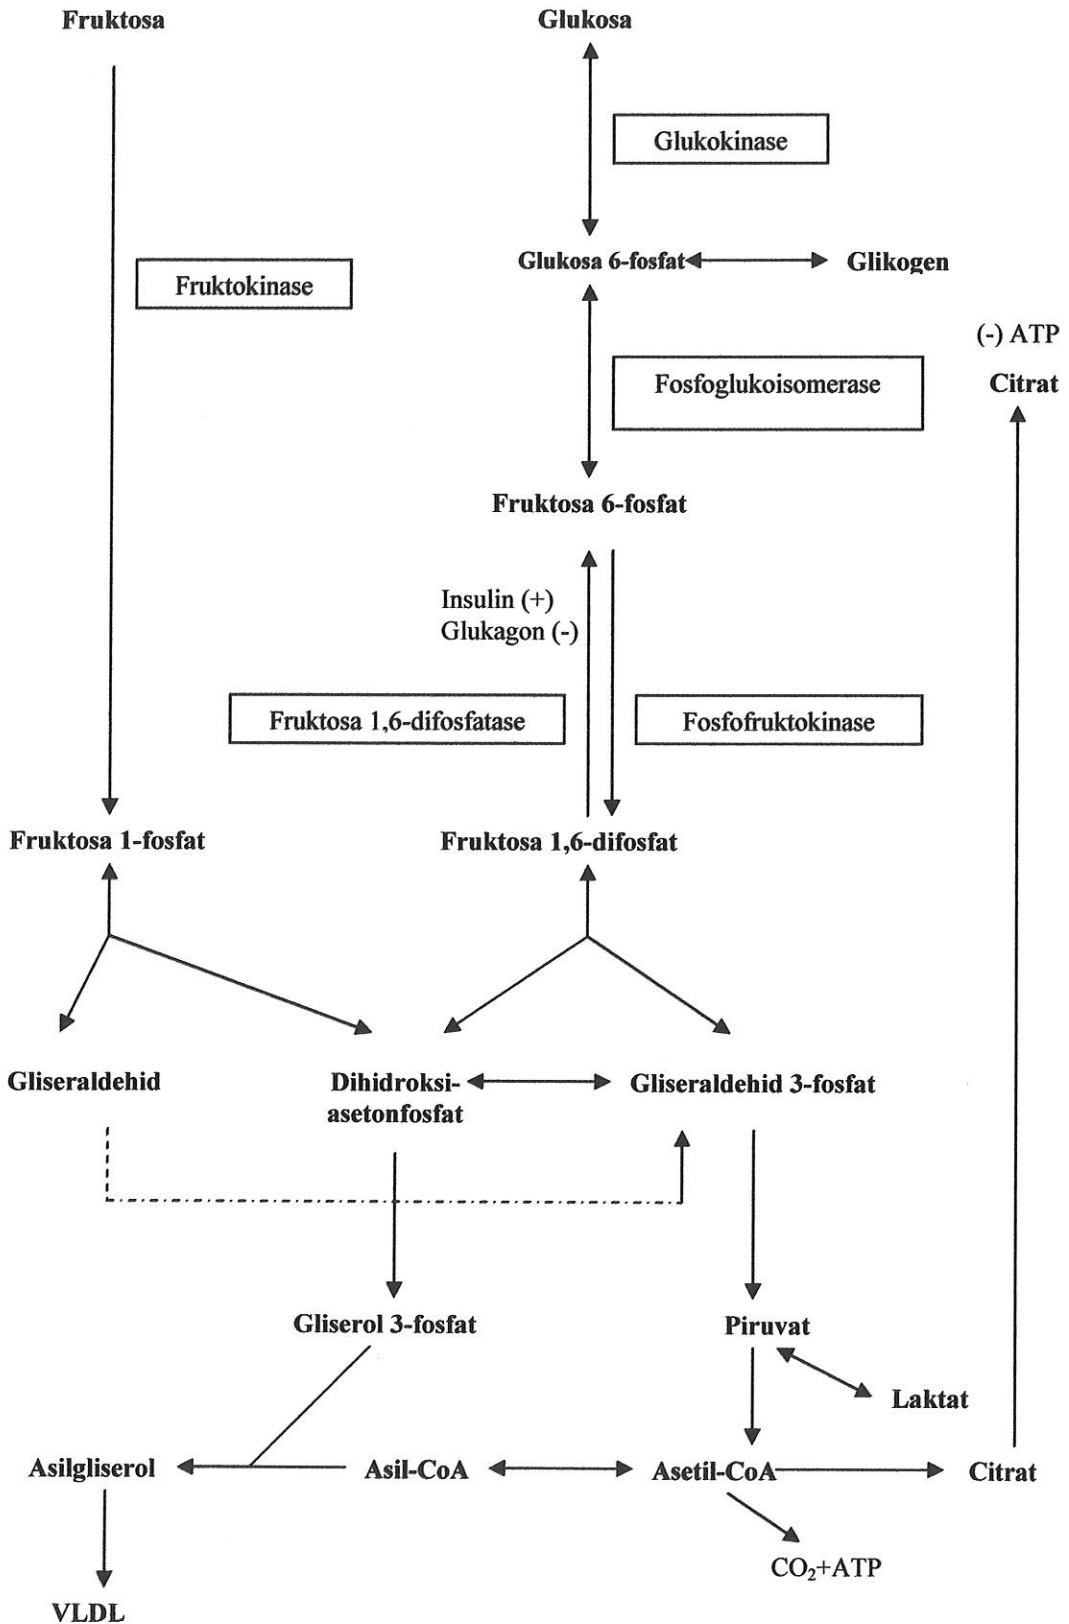 Fruktosa
Glukosa
Glukokinase
Glukosa 6-fosfat
Glikogen
Fruktokinase
(-) ATP
Fosfoglukoisomerase
Citrat
Fruktosa 6-fosfat
Insulin (+)
Glukagon (-)
Fruktosa 1,6-difosfatase
Fosfofruktokinase
Fruktosa 1-fosfat
Fruktosa 1,6-difosfat
Gliseraldehid
Dihidroksi-
asetonfosfat
Gliseraldehid 3-fosfat
Gliserol 3-fosfat
Piruvat
Laktat
Asilgliserol
Asil-CoA
Asetil-CoA
Citrat
CO₂+ATP
VLDL